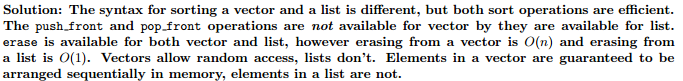 Solution: The syntax for sorting a vector and a list is different, but both sort operations are efficient.
The push_front and pop_front operations are not available for vector by they are available for list.
erase is available for both vector and list, however erasing from a vector is O(n) and erasing from
a list is O(1). Vectors allow random access, lists don't. Elements in a vector are guaranteed to be
arranged sequentially in memory, elements in a list are not.